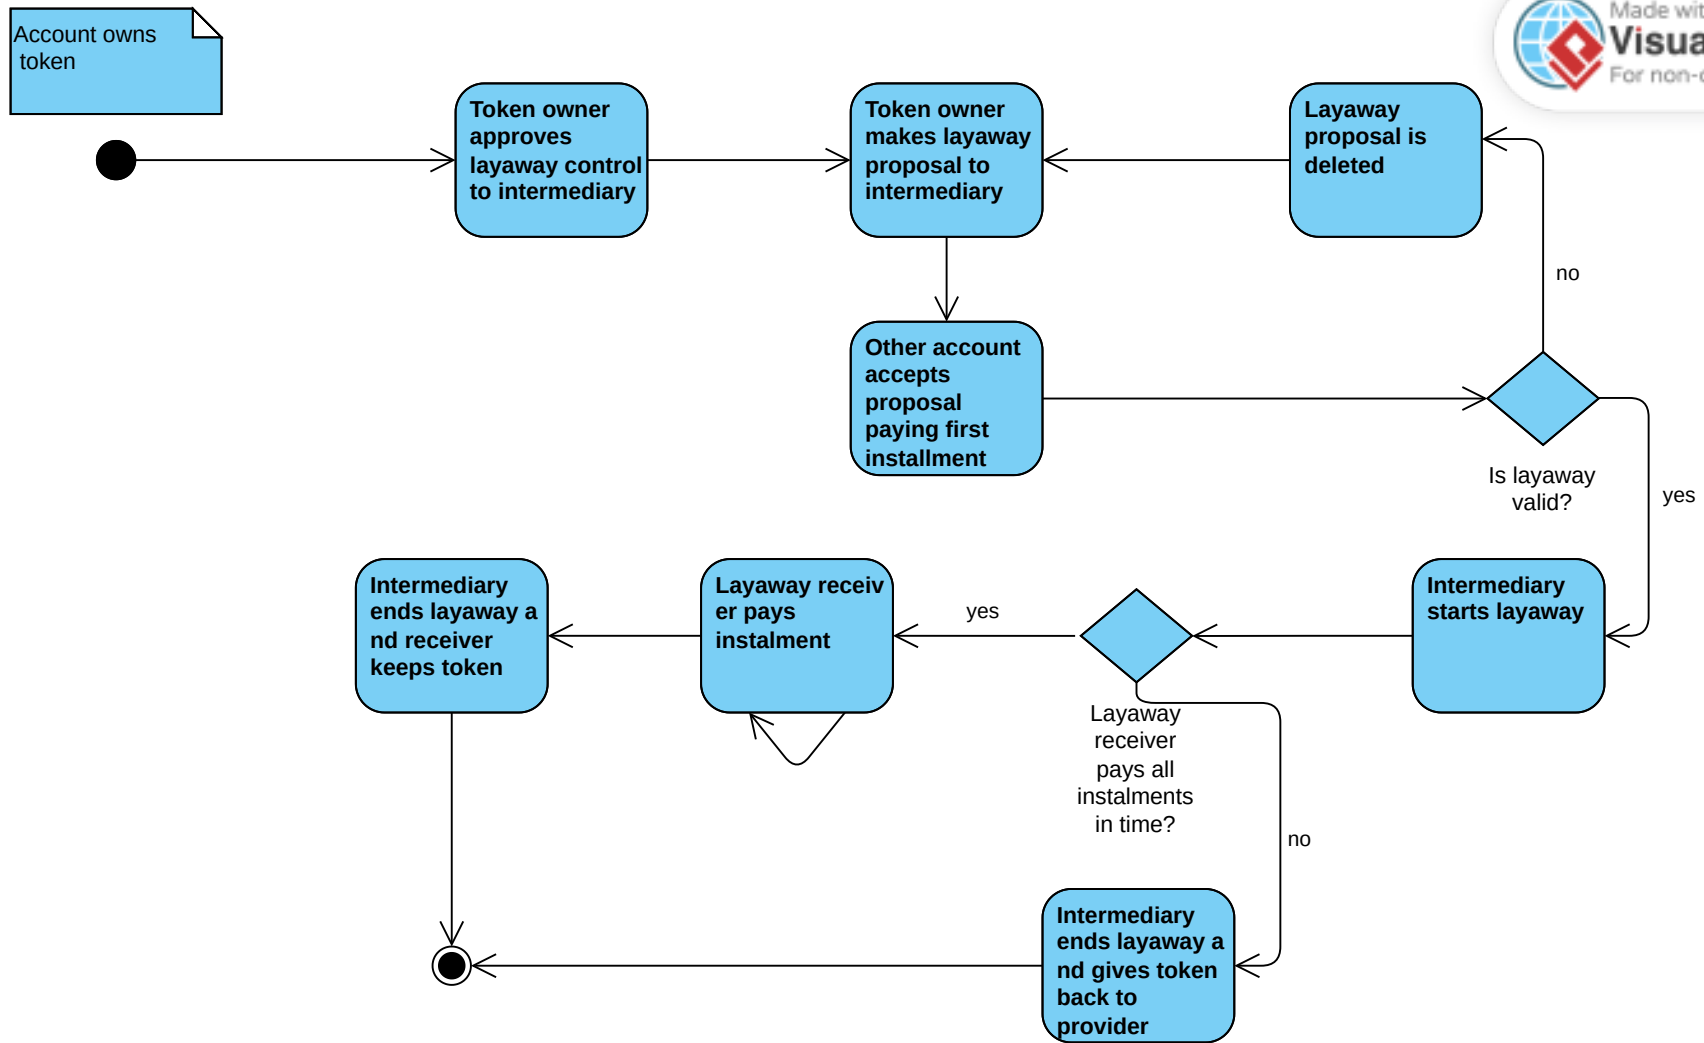 Account owns
token
Made wit
Visua
For non-c
Token owner
approves
layaway control
to intermediary
Token owner
makes layaway
proposal to
intermediary
Layaway
proposal is
deleted
no
Other account
accepts
proposal
paying first
installment
Is layaway
valid?
yes
Intermediary
ends layaway a
nd receiver
keeps token
Layaway receiv
er pays
instalment
yes
Intermediary
starts layaway
Layaway
receiver
pays all
instalments
in time?
no
Intermediary
ends layaway a
nd gives token
back to
provider